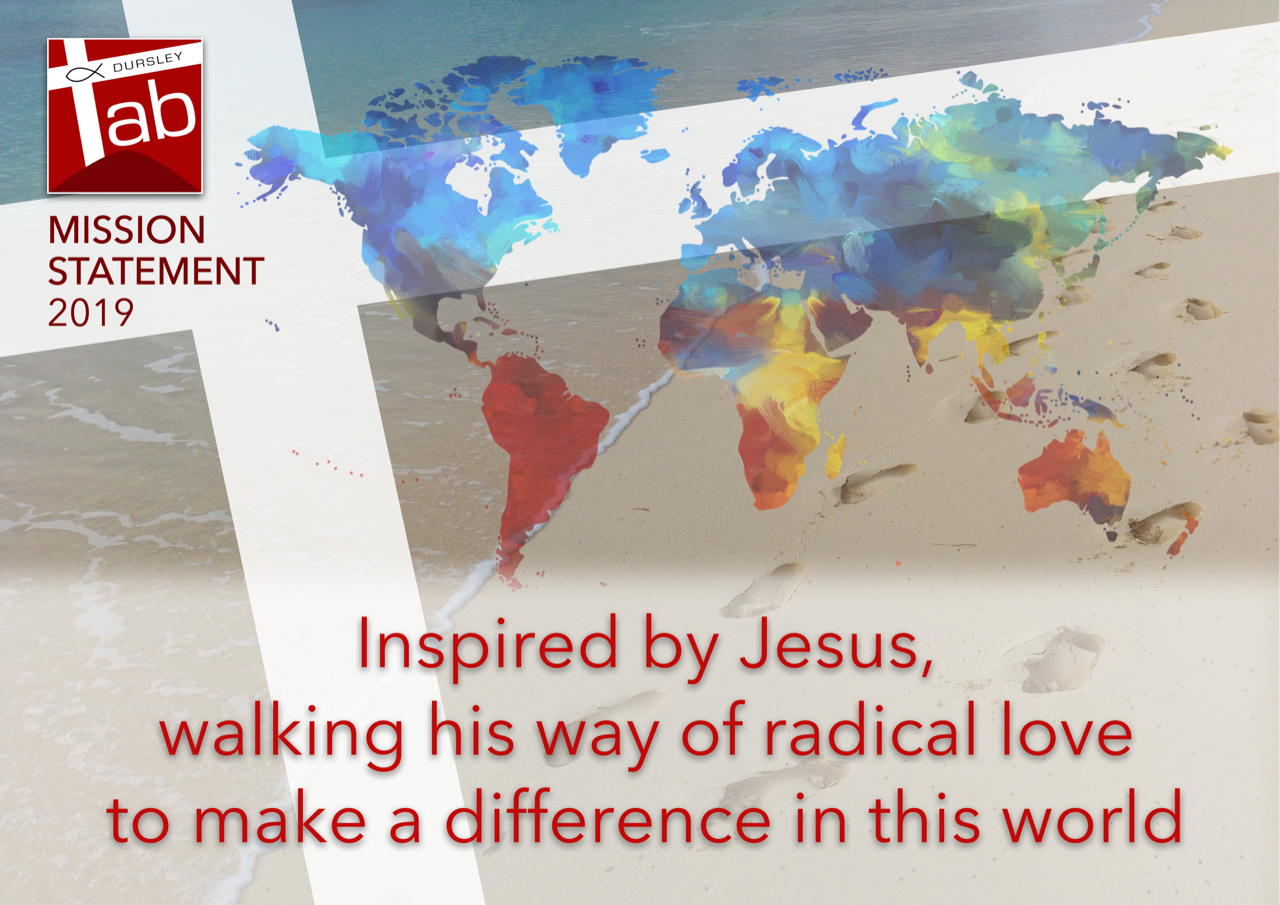 DURSLEY
tab
MISSION
STATEMENT
2019
Inspired by Jesus,
walking his way of radical love
to make a difference in this world